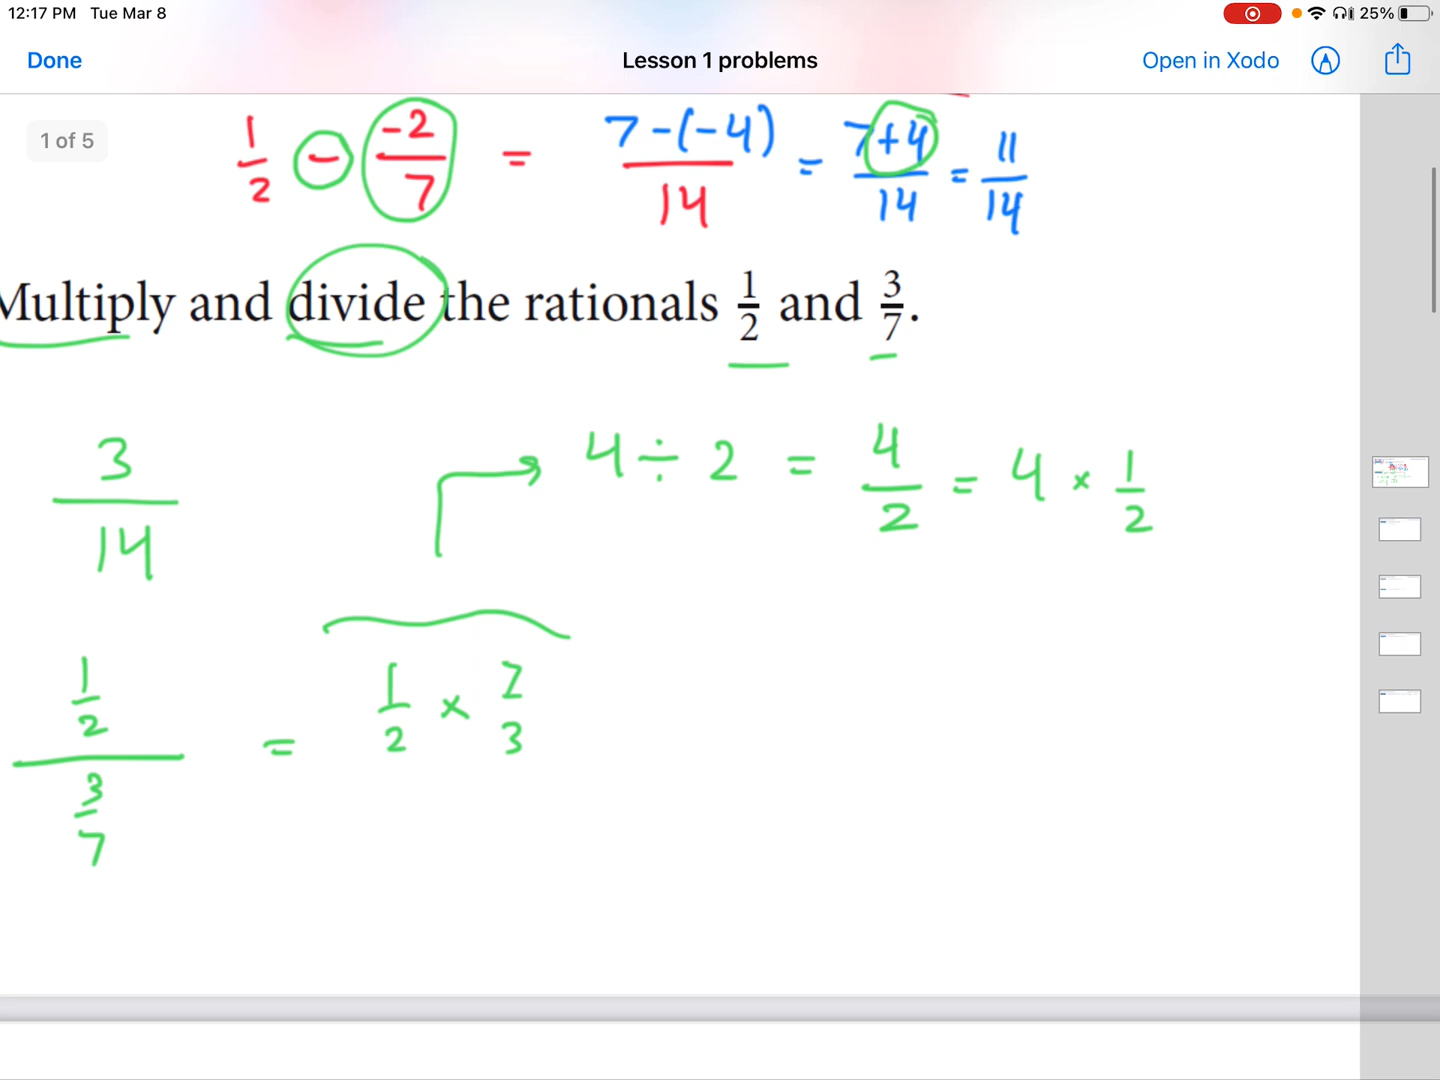 12:17 PM Tue Mar 8 25%
Done Lesson 1 problems Open in Xodo
1 of 5
1/2 - -2/7 = 7-(-4)/14 = 7+4/14 = 11/14
Multiply and divide the rationals 1/2 and 3/7.
3/14
4 ÷ 2 = 4/2 = 4 × 1/2
1/2 / 3/7 = 1/2 × 7/3